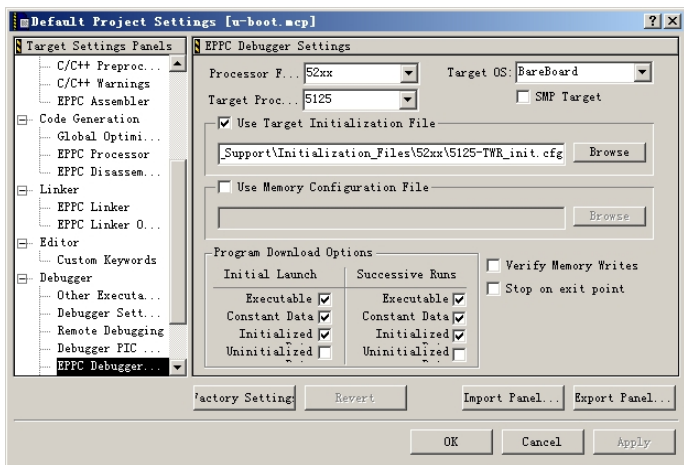 Default Project Settings [u-boot.mcp]
Target Settings Panels
C/C++ Preproc...
C/C++ Warnings
EPPC Assembler
Code Generation
Global Optimi...
EPPC Processor
EPPC Disassem...
Linker
EPPC Linker
EPPC Linker O...
Editor
Custom Keywords
Debugger
Other Executa...
Debugger Sett...
Remote Debugging
Debugger PIC ...
EPPC Debugger...
EPPC Debugger Settings
Processor F... 52xx Target OS: BareBoard
Target Proc... 5125 SMP Target
Use Target Initialization File
_Support\Initialization_Files\52xx\5125-TWR_init.cfg Browse
Use Memory Configuration File
Browse
Program Download Options
Initial Launch Successive Runs
Executable Executable
Constant Data Constant Data
Initialized Initialized
Uninitialized Uninitialized
Verify Memory Writes
Stop on exit point
Factory Settings Revert Import Panel... Export Panel...
OK Cancel Apply